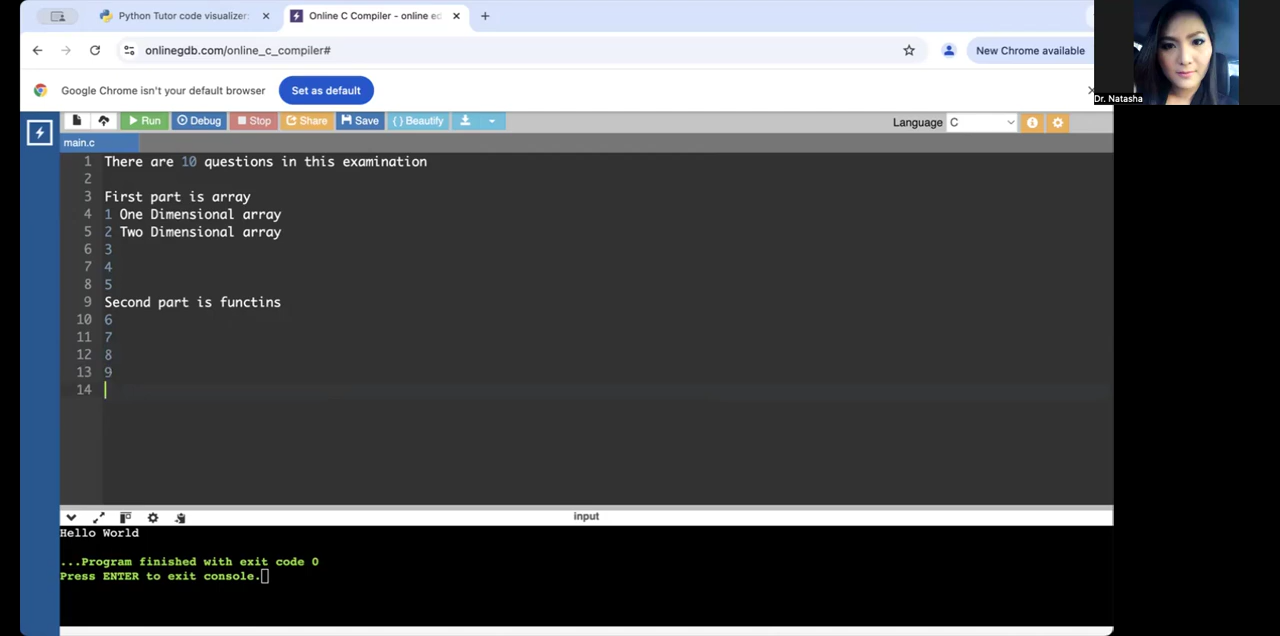 Python Tutor code visualizer:
Online C Compiler - online ed
onlinegdb.com/online_c_compiler#
New Chrome available
Google Chrome isn't your default browser
Set as default
Dr. Natasha
Run
Debug
Stop
Share
Save
{ } Beautify
Language C
main.c
1 There are 10 questions in this examination
2
3 First part is array
4 1 One Dimensional array
5 2 Two Dimensional array
6 3
7 4
8 5
9 Second part is functins
10 6
11 7
12 8
13 9
14
input
Hello World
...Program finished with exit code 0
Press ENTER to exit console.